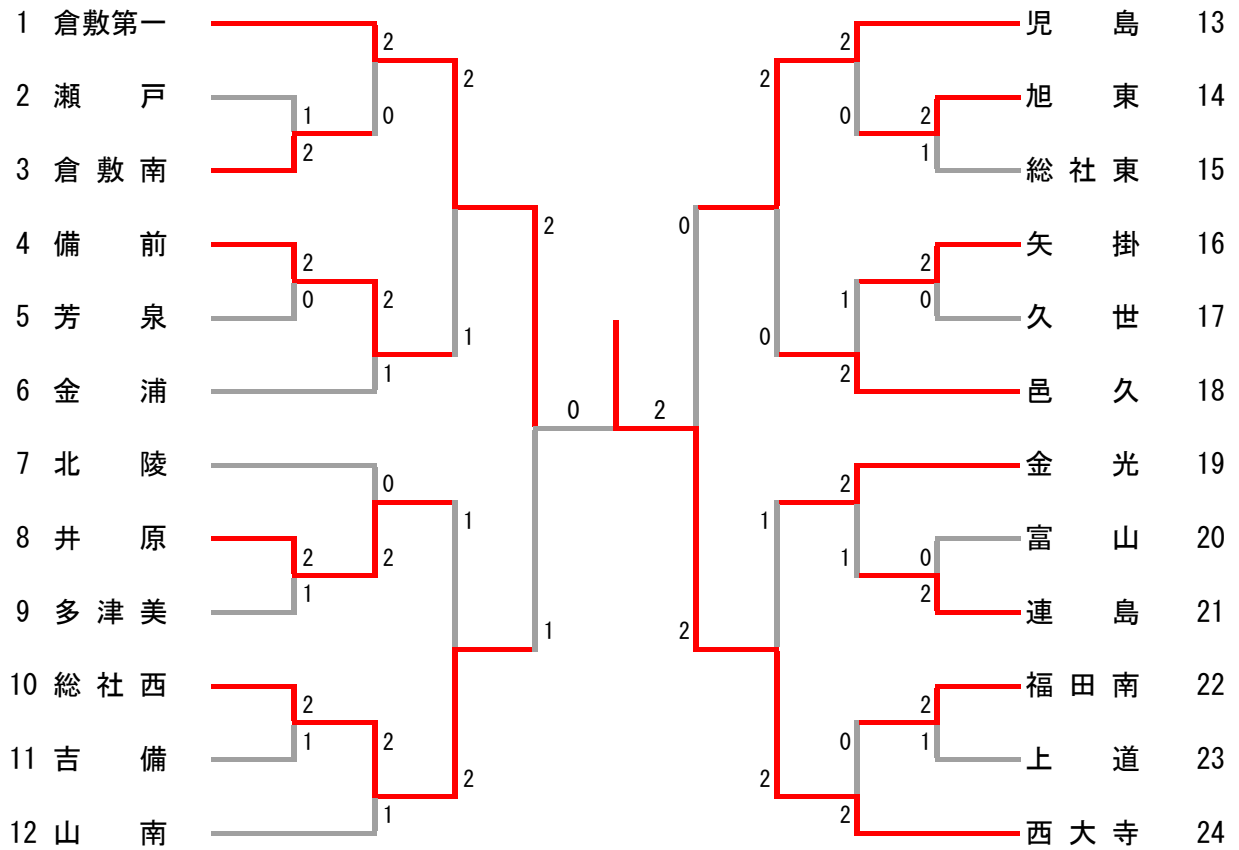 1 倉敷第一
2 瀬戸
3 倉敷南
4 備前
5 芳泉
6 金浦
7 北陵
8 井原
9 多津美
10 総社西
11 吉備
12 山南
2
1
0
2
2
2
0
2
1
1
2
0
1
2
2
1
2
1
2
1
1
2
2
1
0
2
2
2
0
2
1
0
2
1
0
0
2
2
2
1
0
1
2
2
0
1
2
2
児島 13
旭東 14
総社東 15
矢掛 16
久世 17
邑久 18
金光 19
富山 20
連島 21
福田南 22
上道 23
西大寺 24